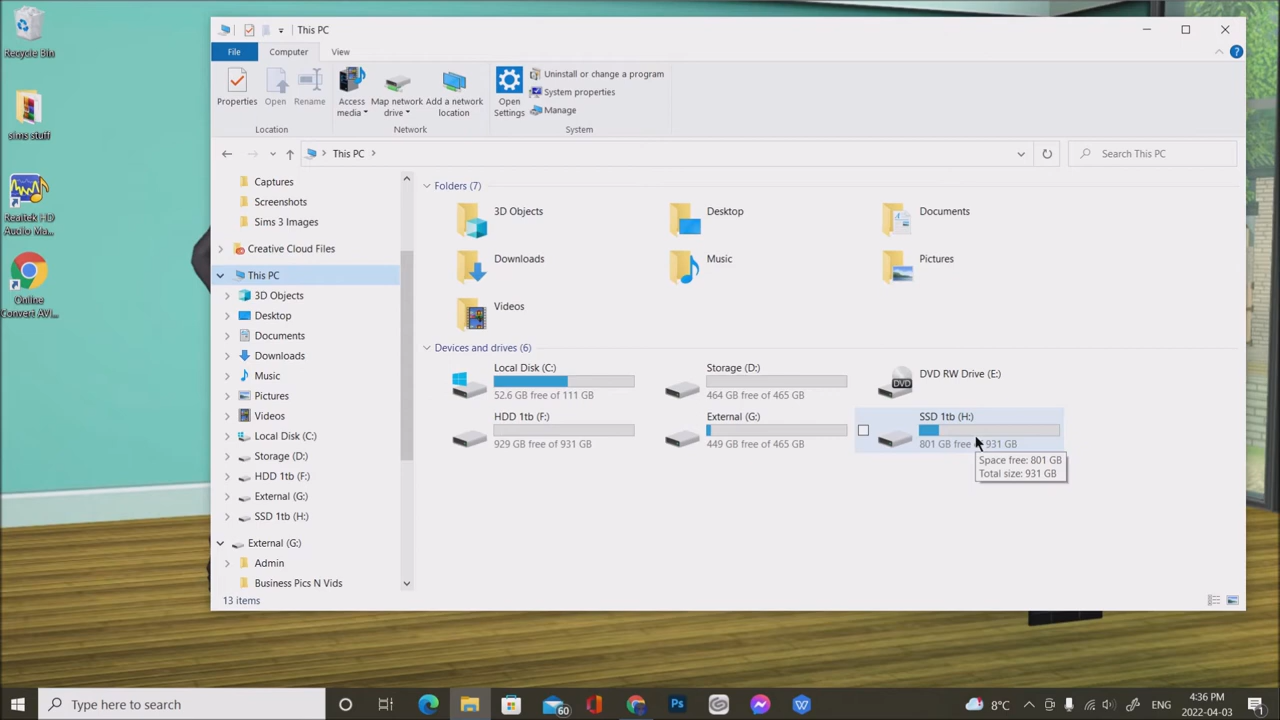 Recycle Bin
sims stuff
Realtek HD
Audio Ma...
Online
Convert AVI...
This PC
File
Computer
View
Properties
Open
Rename
Access
media
Map network
drive
Add a network
location
Open
Settings
Uninstall or change a program
System properties
Manage
Location
Network
System
This PC
Search This PC
Captures
Screenshots
Sims 3 Images
Creative Cloud Files
This PC
3D Objects
Desktop
Documents
Downloads
Music
Pictures
Videos
Local Disk (C:)
Storage (D:)
HDD 1tb (F:)
External (G:)
SSD 1tb (H:)
External (G:)
Admin
Business Pics N Vids
Folders (7)
3D Objects
Desktop
Documents
Downloads
Music
Pictures
Videos
Devices and drives (6)
Local Disk (C:)
52.6 GB free of 111 GB
Storage (D:)
464 GB free of 465 GB
DVD
DVD RW Drive (E:)
HDD 1tb (F:)
929 GB free of 931 GB
External (G:)
449 GB free of 465 GB
SSD 1tb (H:)
801 GB free 931 GB
Space free: 801 GB
Total size: 931 GB
13 items
Type here to search
60
Ps
8°C
ENG
4:36 PM
2022-04-03
1